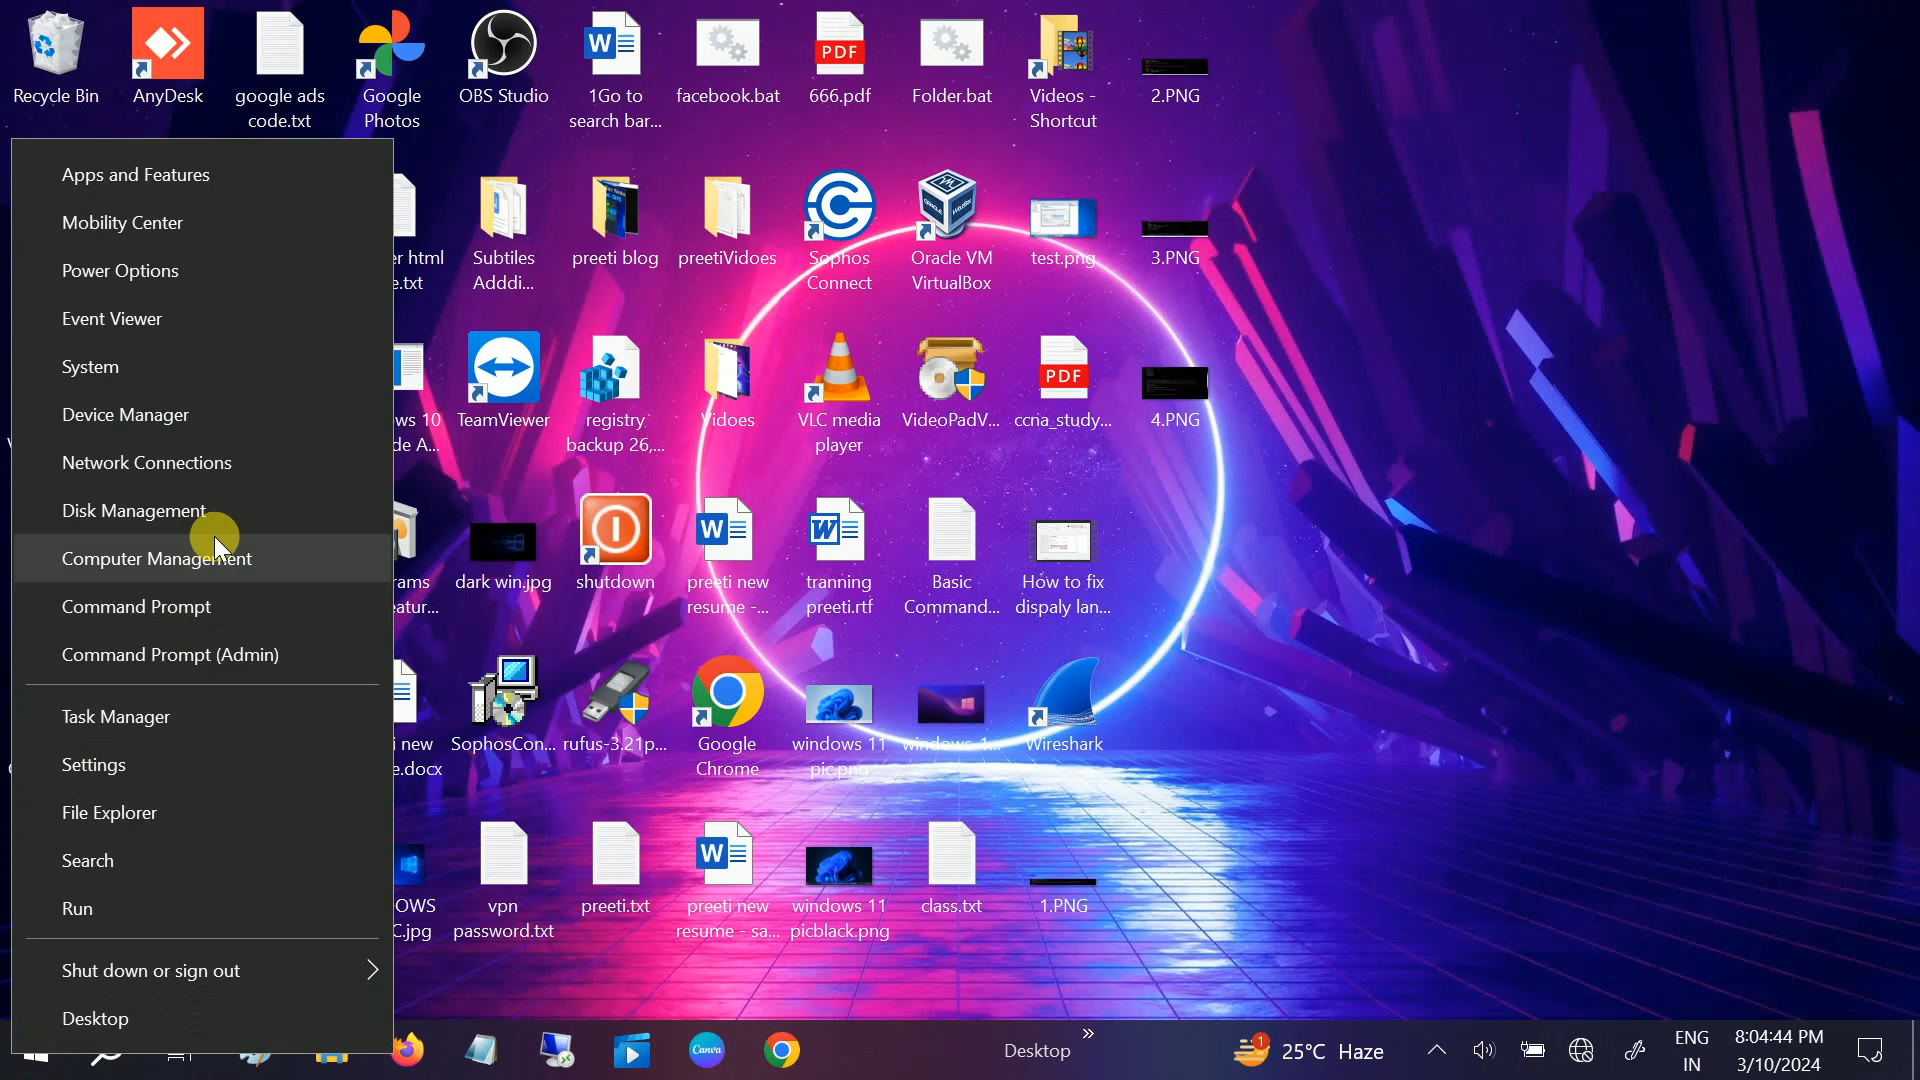 Recycle Bin
AnyDesk
google ads
code.txt
Google
Photos
OBS Studio
1Go to
search bar...
facebook.bat
PDF
666.pdf
Folder.bat
Videos -
Shortcut
2.PNG
Apps and Features
Mobility Center
Power Options
Event Viewer
System
Device Manager
Network Connections
Disk Management
Computer Management
Command Prompt
Command Prompt (Admin)
Task Manager
Settings
File Explorer
Search
Run
Shut down or sign out
Desktop
er html
e.txt
Subtiles
Adddi...
preeti blog
preetiVidoes
Sophos
Connect
Oracle VM
VirtualBox
test.png
3.PNG
ws 10
de A...
TeamViewer
registry
backup 26,...
Vidoes
VLC media
player
VideoPadV...
PDF
ccna_study...
4.PNG
rams
eatur...
dark win.jpg
shutdown
preeti new
resume -...
tranning
preeti.rtf
Basic
Command...
How to fix
dispaly lan...
i new
e.docx
SophosCon...
rufus-3.21p...
Google
Chrome
windows 11
pic.png
windows-1...
Wireshark
OWS
C.jpg
vpn
password.txt
preeti.txt
preeti new
resume - sa...
windows 11
picblack.png
class.txt
1.PNG
Canva
Desktop
1
25°C Haze
ENG
IN
8:04:44 PM
3/10/2024